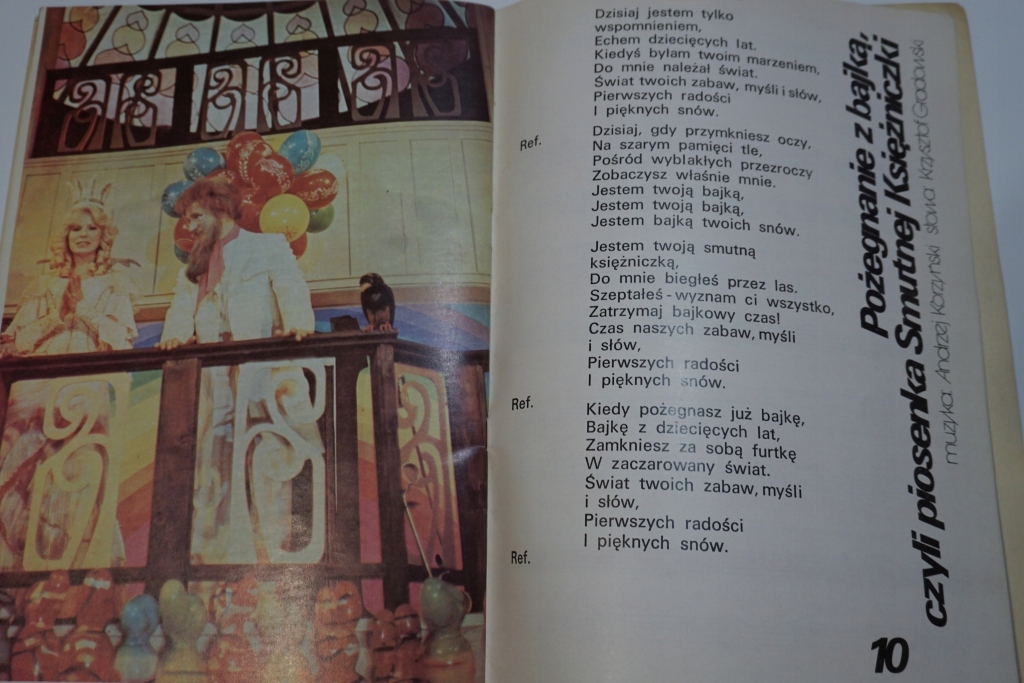 Pożegnanie z bajką,
czyli piosenka Smutnej Księżniczki
muzyka: Andrzej Korzyński słowa: Krzysztof Gradowski
Dzisiaj jestem tylko
wspomnieniem,
Echem dziecięcych lat.
Kiedyś byłam twoim marzeniem,
Do mnie należał świat.
Świat twoich zabaw, myśli i słów,
Pierwszych radości
I pięknych snów.
Ref.
Dzisiaj, gdy przymkniesz oczy,
Na szarym pamięci tle,
Pośród wyblakłych przezroczy
Zobaczysz właśnie mnie.
Jestem twoją bajką,
Jestem twoją bajką,
Jestem bajką twoich snów.
Jestem twoją smutną
księżniczką,
Do mnie biegłeś przez las.
Szeptałeś - wyznam ci wszystko,
Zatrzymaj bajkowy czas!
Czas naszych zabaw, myśli
i słów,
Pierwszych radości
I pięknych snów.
Ref.
Kiedy pożegnasz już bajkę,
Bajkę z dziecięcych lat,
Zamkniesz za sobą furtkę
W zaczarowany świat.
Świat twoich zabaw, myśli
i słów,
Pierwszych radości
I pięknych snów.
Ref.
10